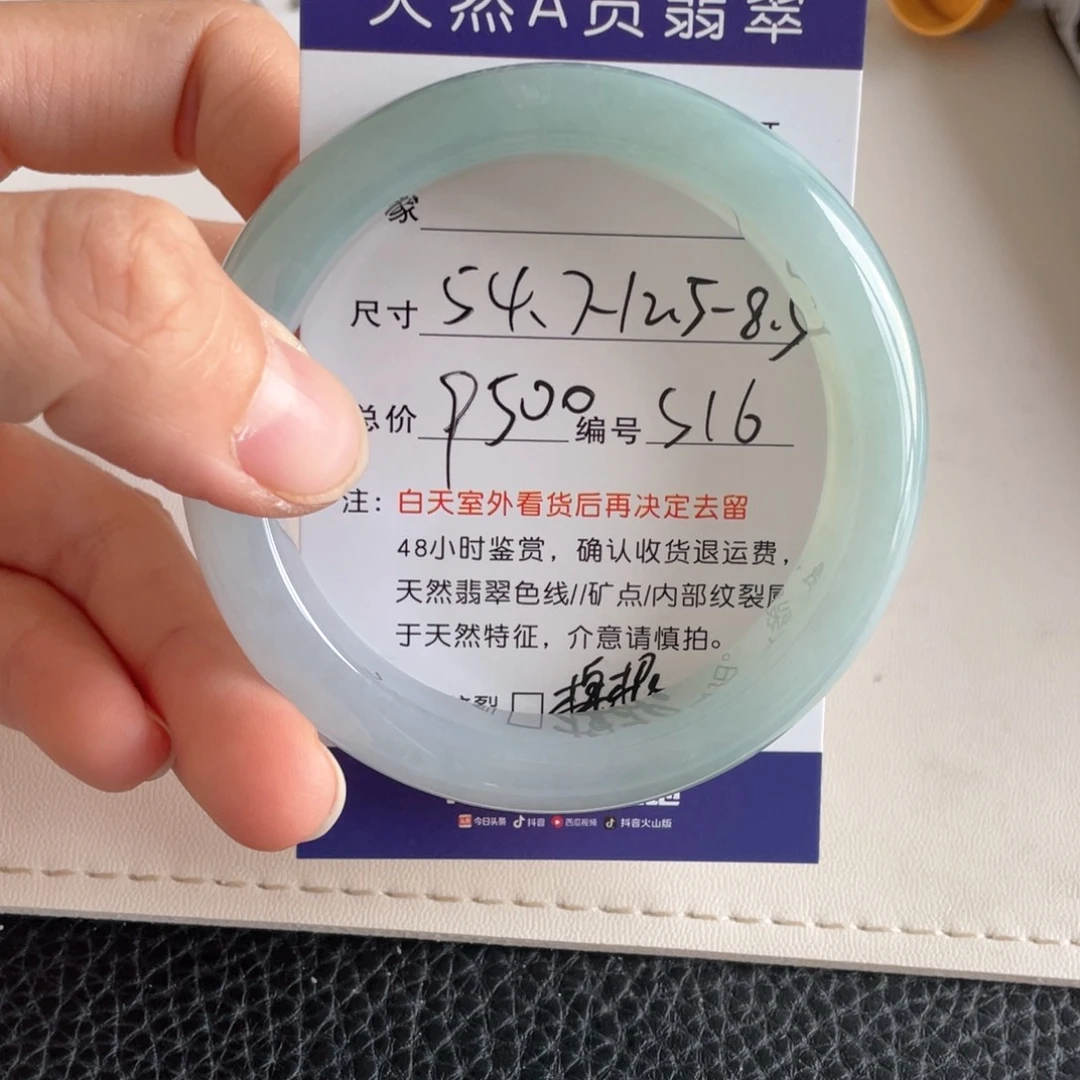 天然A货翡翠
家
尺寸 54.7-12.5-8.5
总价 9500 编号 S16
注：白天室外看货后再决定去留
48小时鉴赏，确认收货退运费，
天然翡翠色线//矿点/内部纹裂属
于天然特征，介意请慎拍。
裂
今日头条 抖音 西瓜视频 抖音火山版